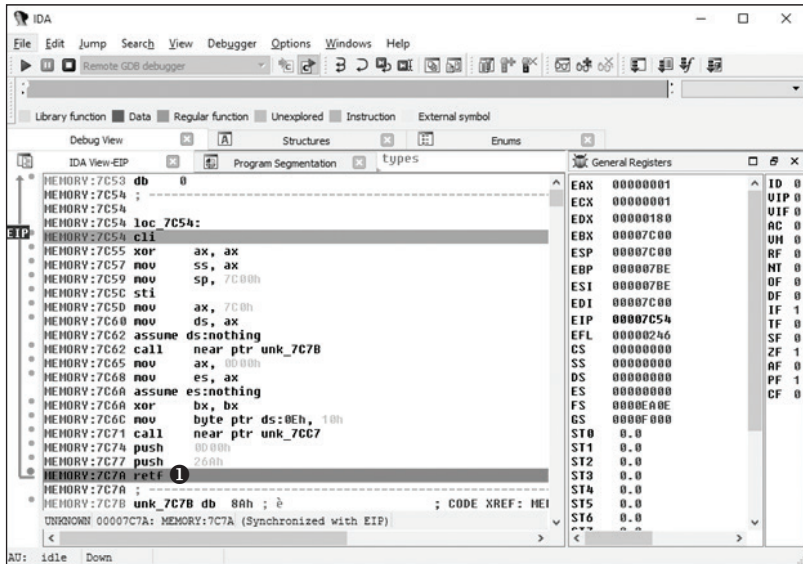 IDA
File Edit Jump Search View Debugger Options Windows Help
Remote GDB debugger
Library function Data Regular function Unexplored Instruction External symbol
Debug View Structures Enums
IDA View-EIP Program Segmentation types
MEMORY:7C53 db 0
MEMORY:7C54 ; ----------------------------------------
MEMORY:7C54
MEMORY:7C54 loc_7C54:
EIP
MEMORY:7C54 cli
MEMORY:7C55 xor ax, ax
MEMORY:7C57 mov ss, ax
MEMORY:7C59 mov sp, 7C00h
MEMORY:7C5C sti
MEMORY:7C5D mov ax, 7C0h
MEMORY:7C60 mov ds, ax
MEMORY:7C62 assume ds:nothing
MEMORY:7C62 call near ptr unk_7C7B
MEMORY:7C65 mov ax, 0D00h
MEMORY:7C68 mov es, ax
MEMORY:7C6A assume es:nothing
MEMORY:7C6A xor bx, bx
MEMORY:7C6C mov byte ptr ds:0Eh, 10h
MEMORY:7C71 call near ptr unk_7CC7
MEMORY:7C74 push 0D00h
MEMORY:7C77 push 26Ah
MEMORY:7C7A retf 1
MEMORY:7C7A ; ----------------------------------------
MEMORY:7C7B unk_7C7B db 8Ah ; è ; CODE XREF: MEI
UNKNOWN 00007C7A: MEMORY:7C7A (Synchronized with EIP)
General Registers
EAX 00000001
ECX 00000001
EDX 00000180
EBX 00007C00
ESP 00007C00
EBP 000007BE
ESI 000007BE
EDI 00007C00
EIP 00007C54
EFL 00000246
CS 00000000
SS 00000000
DS 00000000
ES 00000000
FS 0000EA0E
GS 0000F000
ST0 0.0
ST1 0.0
ST2 0.0
ST3 0.0
ST4 0.0
ST5 0.0
ST6 0.0
ID 0
VIP 0
VIF 0
AC 0
VM 0
RF 0
NT 0
OF 0
DF 0
IF 1
TF 0
SF 0
ZF 1
AF 0
PF 1
CF 0
AU: idle Down